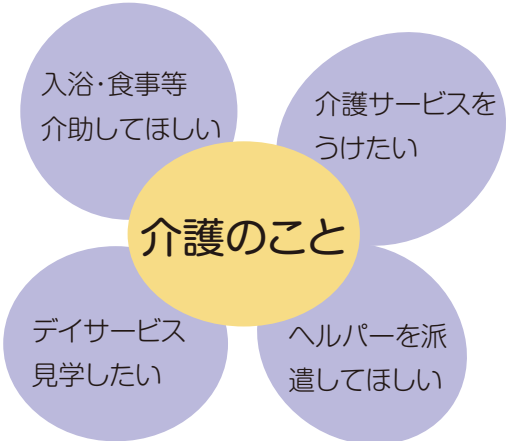 入浴・食事等
介助してほしい
介護サービスを
うけたい
介護のこと
デイサービス
見学したい
ヘルパーを派
遣してほしい